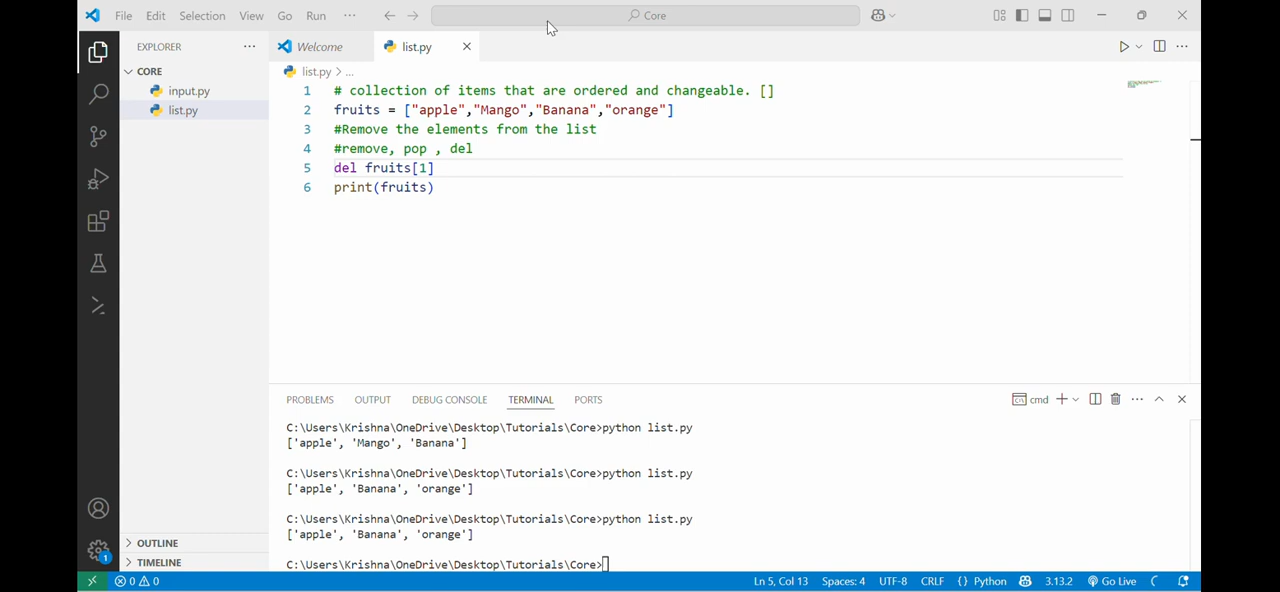 File Edit Selection View Go Run ··· Core
EXPLORER ··· Welcome list.py
CORE
input.py
list.py
list.py > ...
1 # collection of items that are ordered and changeable. []
2 fruits = ["apple","Mango","Banana","orange"]
3 #Remove the elements from the list
4 #remove, pop , del
5 del fruits[1]
6 print(fruits)
PROBLEMS OUTPUT DEBUG CONSOLE TERMINAL PORTS cmd
C:\Users\Krishna\OneDrive\Desktop\Tutorials\Core>python list.py
['apple', 'Mango', 'Banana']
C:\Users\Krishna\OneDrive\Desktop\Tutorials\Core>python list.py
['apple', 'Banana', 'orange']
C:\Users\Krishna\OneDrive\Desktop\Tutorials\Core>python list.py
['apple', 'Banana', 'orange']
C:\Users\Krishna\OneDrive\Desktop\Tutorials\Core>
OUTLINE
TIMELINE
1
0 0 Ln 5, Col 13 Spaces: 4 UTF-8 CRLF {} Python 3.13.2 Go Live